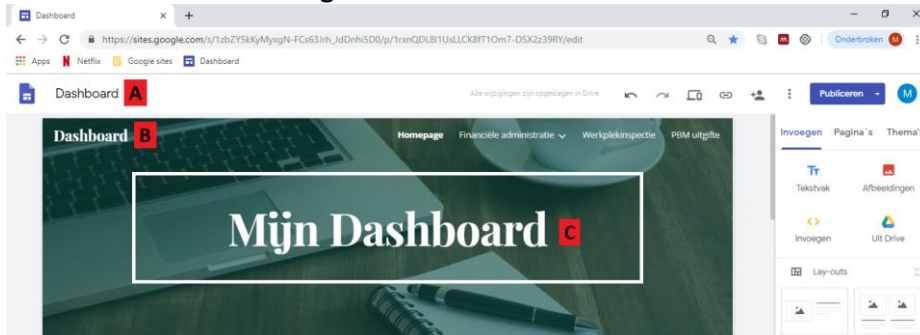 Dashboard
https://sites.google.com/s/1zbZY5kKyMyxgN-FCs63Jrh_JdDnhi5D0/p/1rxnQDL8I1UsLLCK8fT1Om7-D5X2z39RY/edit
Onderbroken M
Apps Netflix Google sites Dashboard
Dashboard A
Alle wijzigingen zijn opgeslagen in Drive
Publiceren M
Dashboard B
Homepage Financiële administratie Werkplekinspectie PBM uitgifte
Invoegen Pagina's Thema'
Mijn Dashboard C
Tekstvak Afbeeldingen
Invoegen Uit Drive
Lay-outs